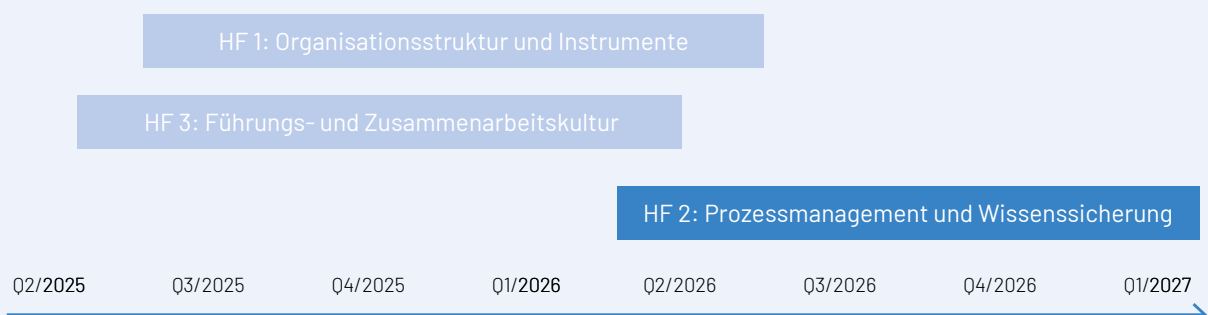 HF 1: Organisationsstruktur und Instrumente
HF 3: Führungs- und Zusammenarbeitskultur
HF 2: Prozessmanagement und Wissenssicherung
Q2/2025 Q3/2025 Q4/2025 Q1/2026 Q2/2026 Q3/2026 Q4/2026 Q1/2027